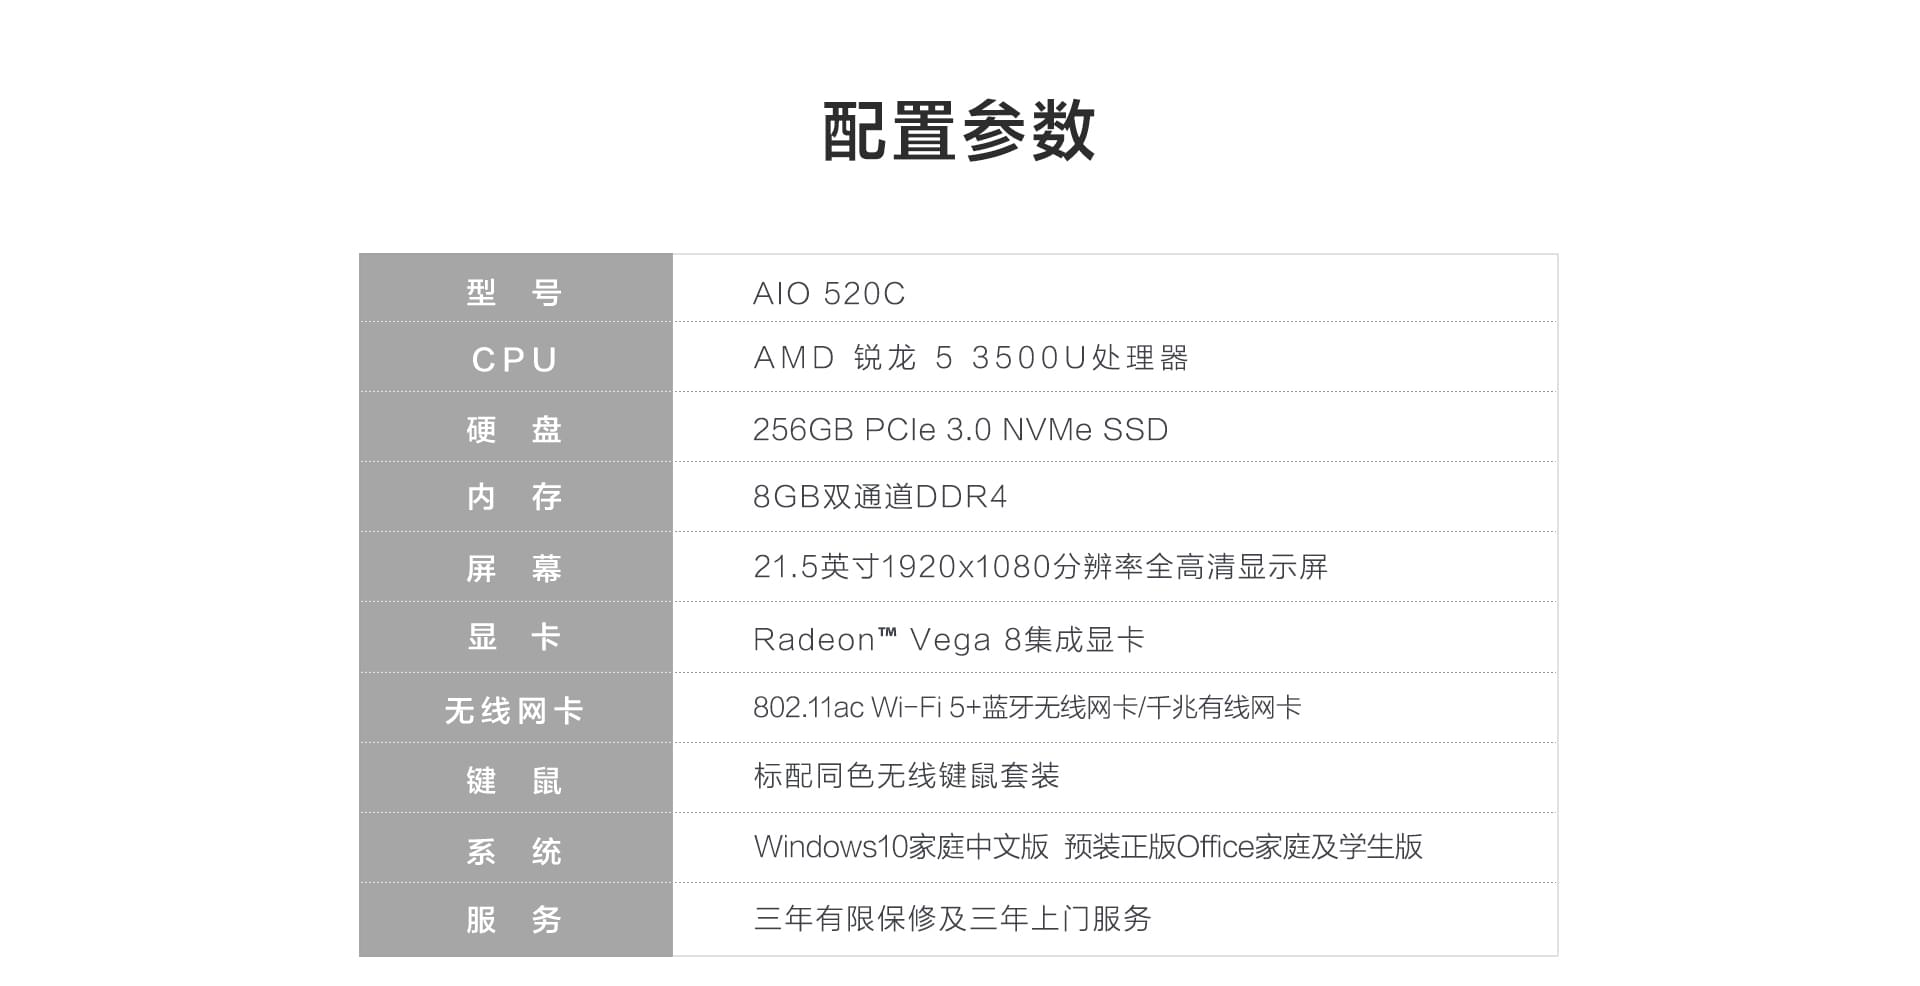 配置参数
型 号 AIO 520C
CPU AMD 锐龙 5 3500U处理器
硬 盘 256GB PCIe 3.0 NVMe SSD
内 存 8GB双通道DDR4
屏 幕 21.5英寸1920x1080分辨率全高清显示屏
显 卡 Radeon™ Vega 8集成显卡
无线网卡 802.11ac Wi-Fi 5+蓝牙无线网卡/千兆有线网卡
键 鼠 标配同色无线键鼠套装
系 统 Windows10家庭中文版 预装正版Office家庭及学生版
服 务 三年有限保修及三年上门服务